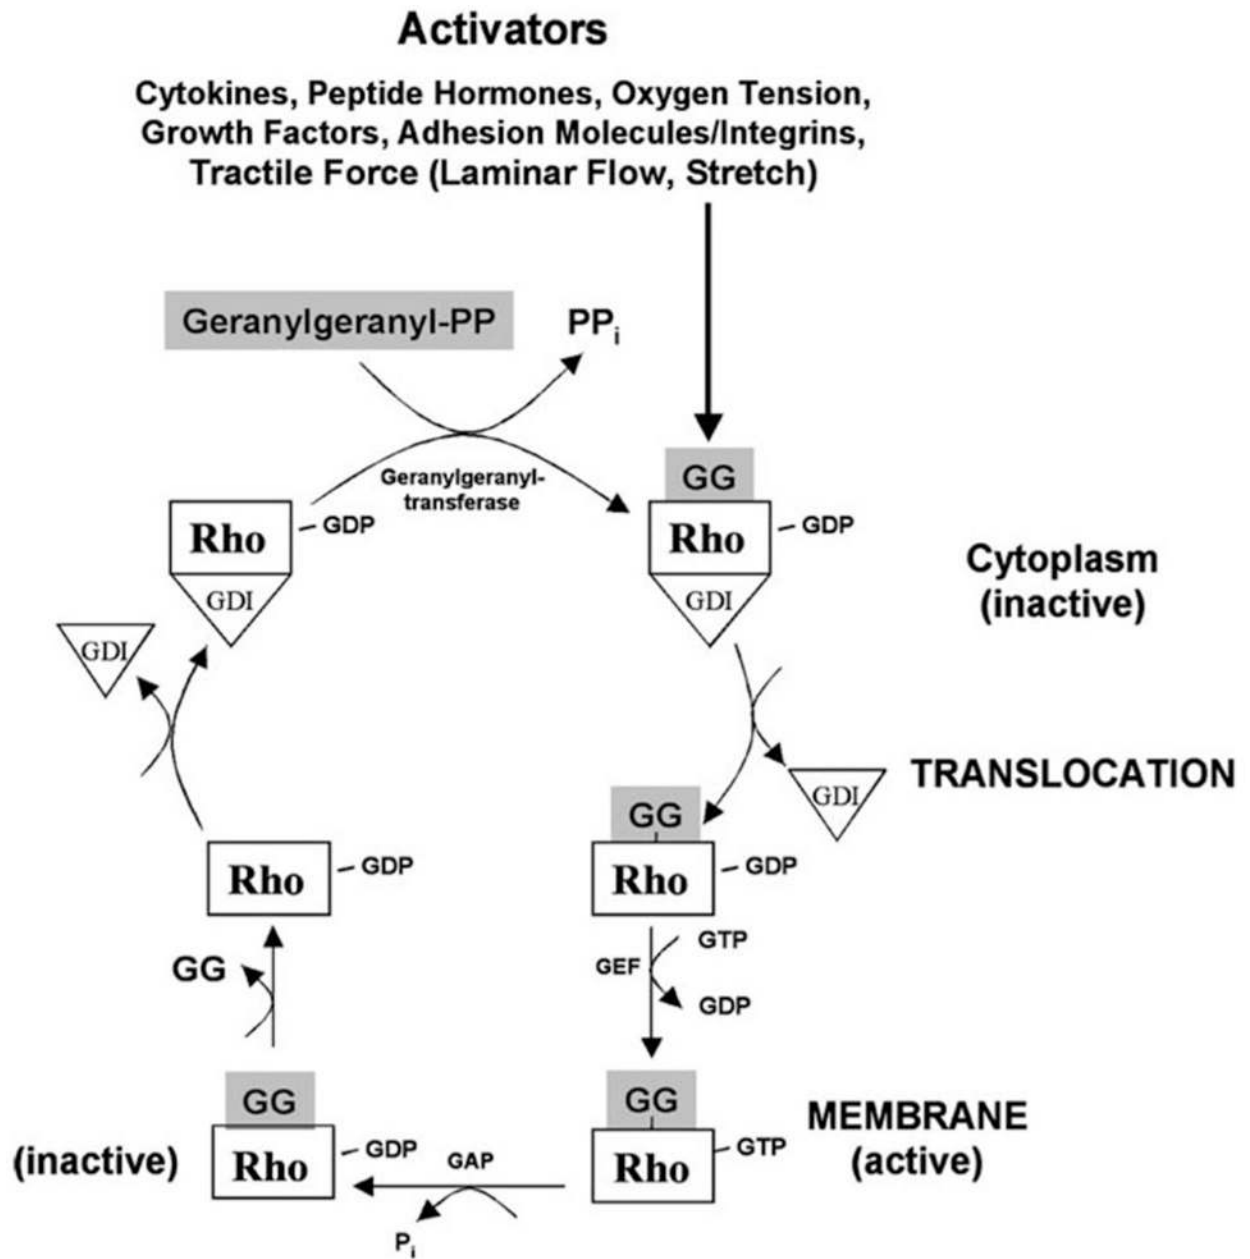 Activators
Cytokines, Peptide Hormones, Oxygen Tension,
Growth Factors, Adhesion Molecules/Integrins,
Tractile Force (Laminar Flow, Stretch)
Geranylgeranyl-PP
PPi
Geranylgeranyl-
transferase
GG
Rho
GDP
GDI
GG
Rho
GDP
GDI
Cytoplasm
(inactive)
GDI
TRANSLOCATION
GDI
GG
Rho
GDP
Rho
GDP
GTP
GEF
GDP
GG
GG
Rho
GTP
MEMBRANE
(active)
GG
Rho
GDP
(inactive)
GAP
Pi